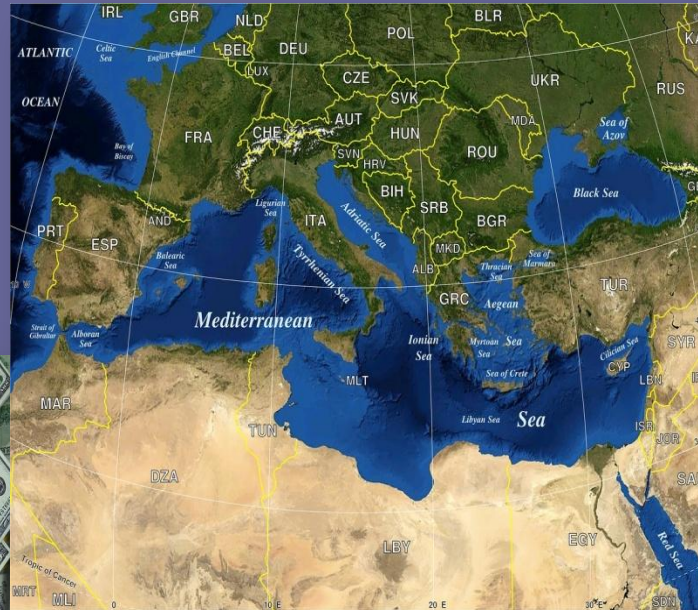 IRL
GBR
NLD
POL
BLR
KA
ATLANTIC
OCEAN
Celtic
Sea
English Channel
BEL
DEU
LUX
CZE
UKR
RUS
SVK
FRA
CHE
AUT
HUN
MDA
Sea of
Azov
Bay of
Biscay
SVN
HRV
ROU
BIH
SRB
Black Sea
Ligurian
Sea
ITA
Adriatic Sea
BGR
PRT
ESP
AND
Balearic
Sea
Tyrrhenian Sea
MKD
ALB
Thracian
Sea
Sea of
Marmara
TUR
10 W
GRC
Aegean
Sea
Mediterranean
Ionian
Sea
Myrtoan
Sea
Strait of
Gibraltar
Alboran
Sea
Sea of Crete
Cilician Sea
CYP
SYR
LBN
MLT
Libyan Sea
Sea
MAR
TUN
ISR
JOR
DZA
LBY
EGY
SA
Red Sea
Tropic of Cancer
MRT
MLI
0
10 E
20 E
30 E
SDN